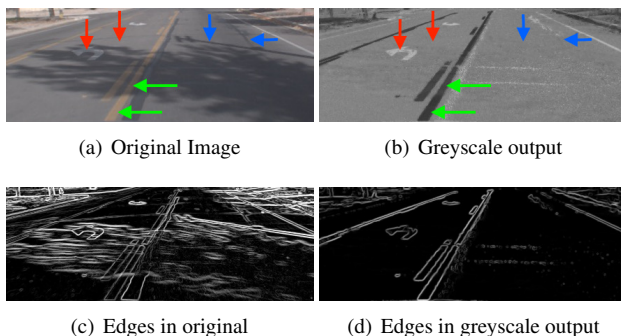 (a) Original Image
(b) Greyscale output
(c) Edges in original
(d) Edges in greyscale output